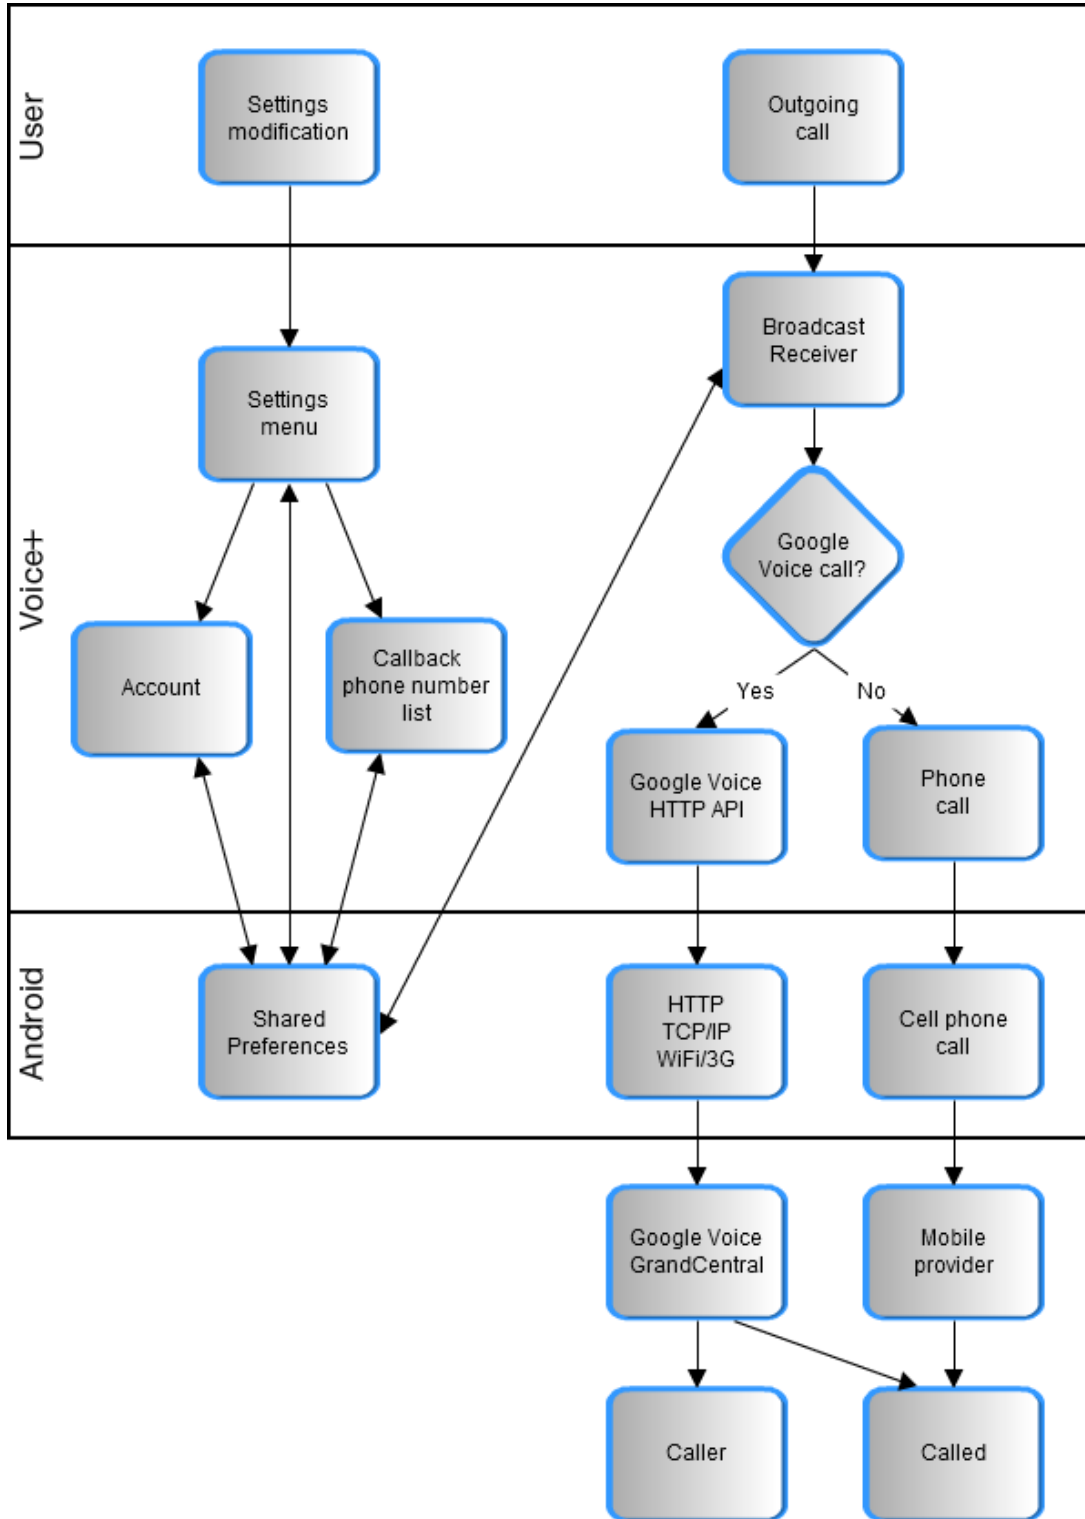 User
Settings
modification
Outgoing
call
Voice+
Broadcast
Receiver
Settings
menu
Google
Voice call?
Account
Callback
phone number
list
Yes
No
Google Voice
HTTP API
Phone
call
Android
Shared
Preferences
HTTP
TCP/IP
WiFi/3G
Cell phone
call
Google Voice
GrandCentral
Mobile
provider
Caller
Called